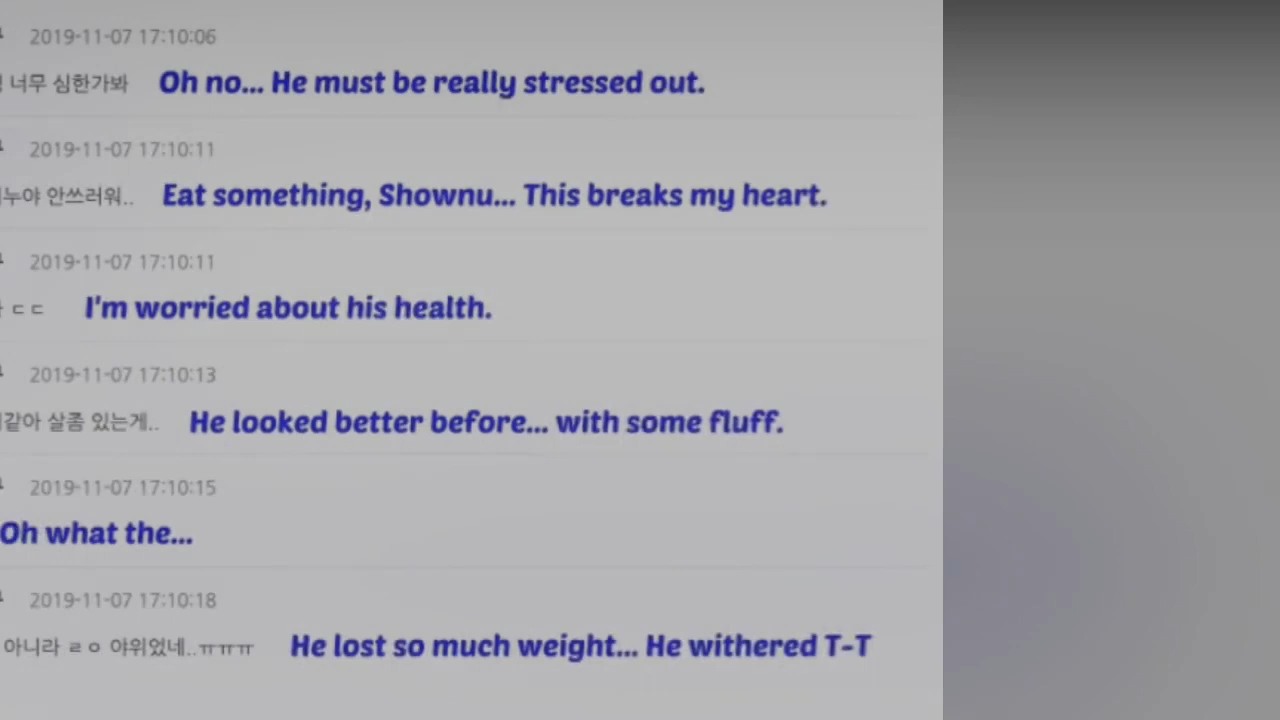 2019-11-07 17:10:06
너무 심한가봐 Oh no... He must be really stressed out.
2019-11-07 17:10:11
안쓰러워.. Eat something, Shownu... This breaks my heart.
2019-11-07 17:10:11
ㄷㄷ I'm worried about his health.
2019-11-07 17:10:13
살좀 있는게.. He looked better before... with some fluff.
2019-11-07 17:10:15
Oh what the...
2019-11-07 17:10:18
아니라 ㄹㅇ 야위었네..ㅠㅠㅠ He lost so much weight... He withered T-T